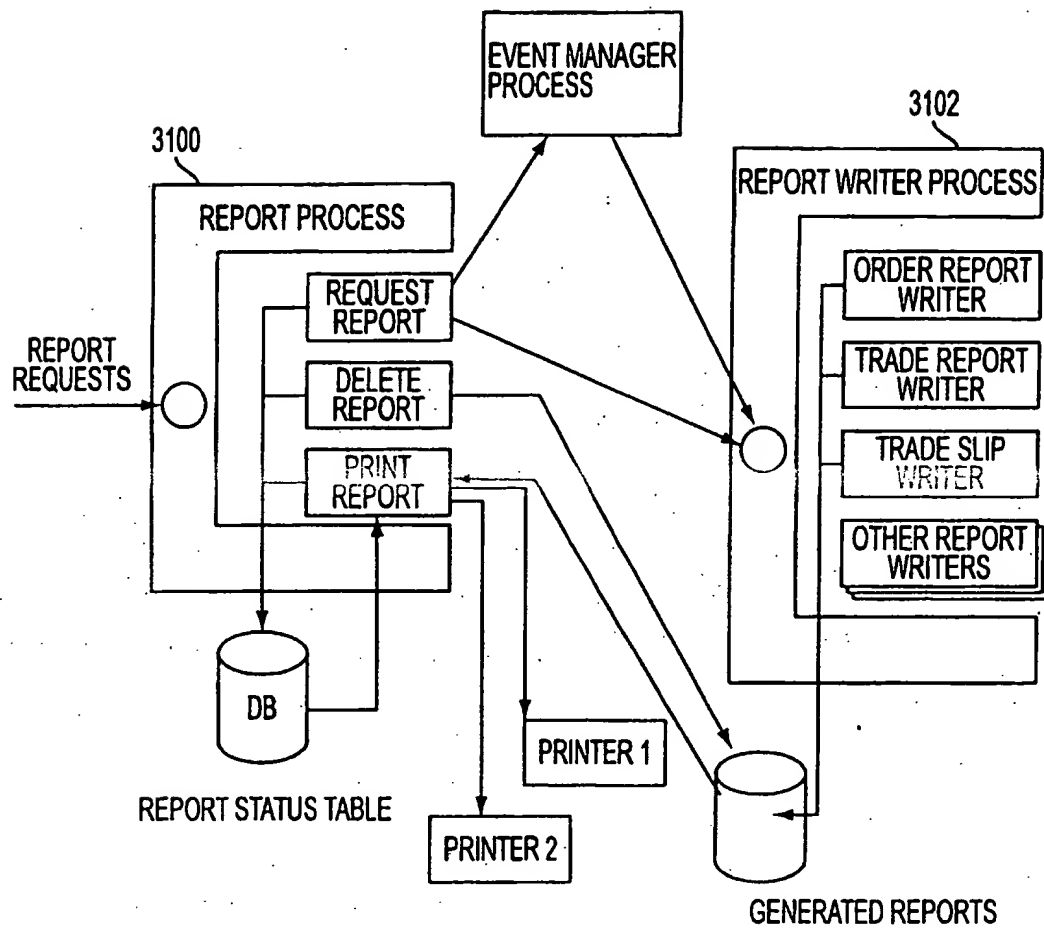 EVENT MANAGER
PROCESS
3100
3102
REPORT PROCESS
REPORT WRITER PROCESS
REQUEST
REPORT
ORDER REPORT
WRITER
REPORT
REQUESTS
DELETE
REPORT
TRADE REPORT
WRITER
PRINT
REPORT
TRADE SLIP
WRITER
OTHER REPORT
WRITERS
DB
PRINTER 1
REPORT STATUS TABLE
PRINTER 2
GENERATED REPORTS